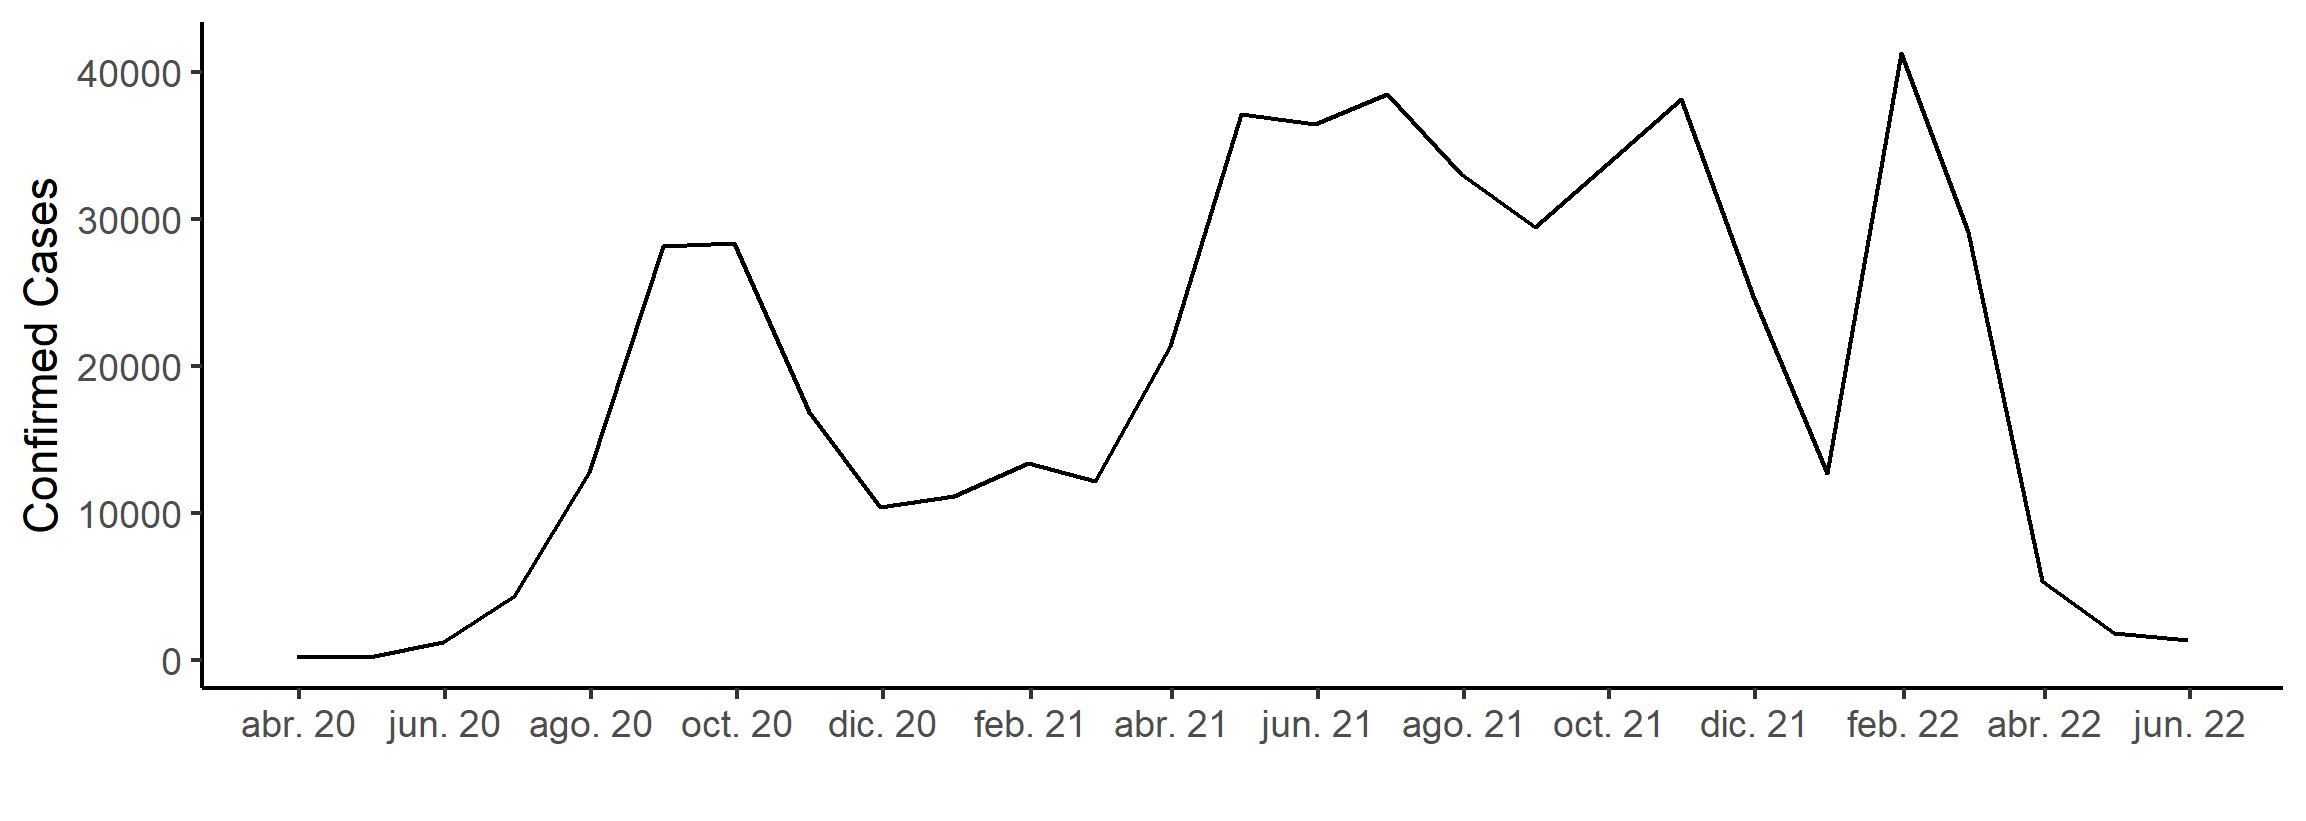 Confirmed Cases
40000
30000
20000
10000
0
abr. 20 jun. 20 ago. 20 oct. 20 dic. 20 feb. 21 abr. 21 jun. 21 ago. 21 oct. 21 dic. 21 feb. 22 abr. 22 jun. 22